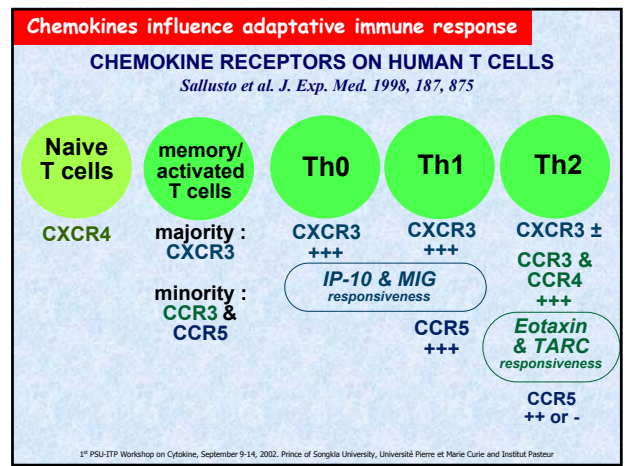 Chemokines influence adaptative immune response
CHEMOKINE RECEPTORS ON HUMAN T CELLS
Sallusto et al. J. Exp. Med. 1998, 187, 875
Naive
T cells
CXCR4
memory/
activated
T cells
majority :
CXCR3
minority :
CCR3 &
CCR5
Th0
CXCR3
+++
Th1
CXCR3
+++
IP-10 & MIG
responsiveness
CCR5
+++
Th2
CXCR3 ±
CCR3 &
CCR4
+++
Eotaxin
& TARC
responsiveness
CCR5
++ or -
1st PSU-ITP Workshop on Cytokine, September 9-14, 2002. Prince of Songkla University, Université Pierre et Marie Curie and Institut Pasteur